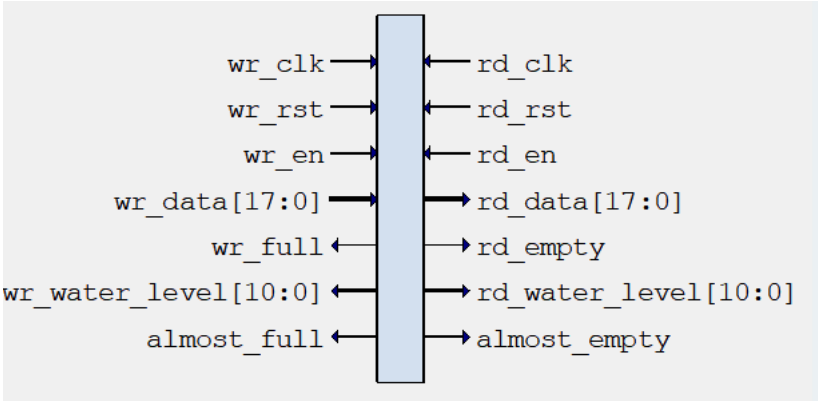 wr_clk rd_clk
wr_rst rd_rst
wr_en rd_en
wr_data[17:0] rd_data[17:0]
wr_full rd_empty
wr_water_level[10:0] rd_water_level[10:0]
almost_full almost_empty